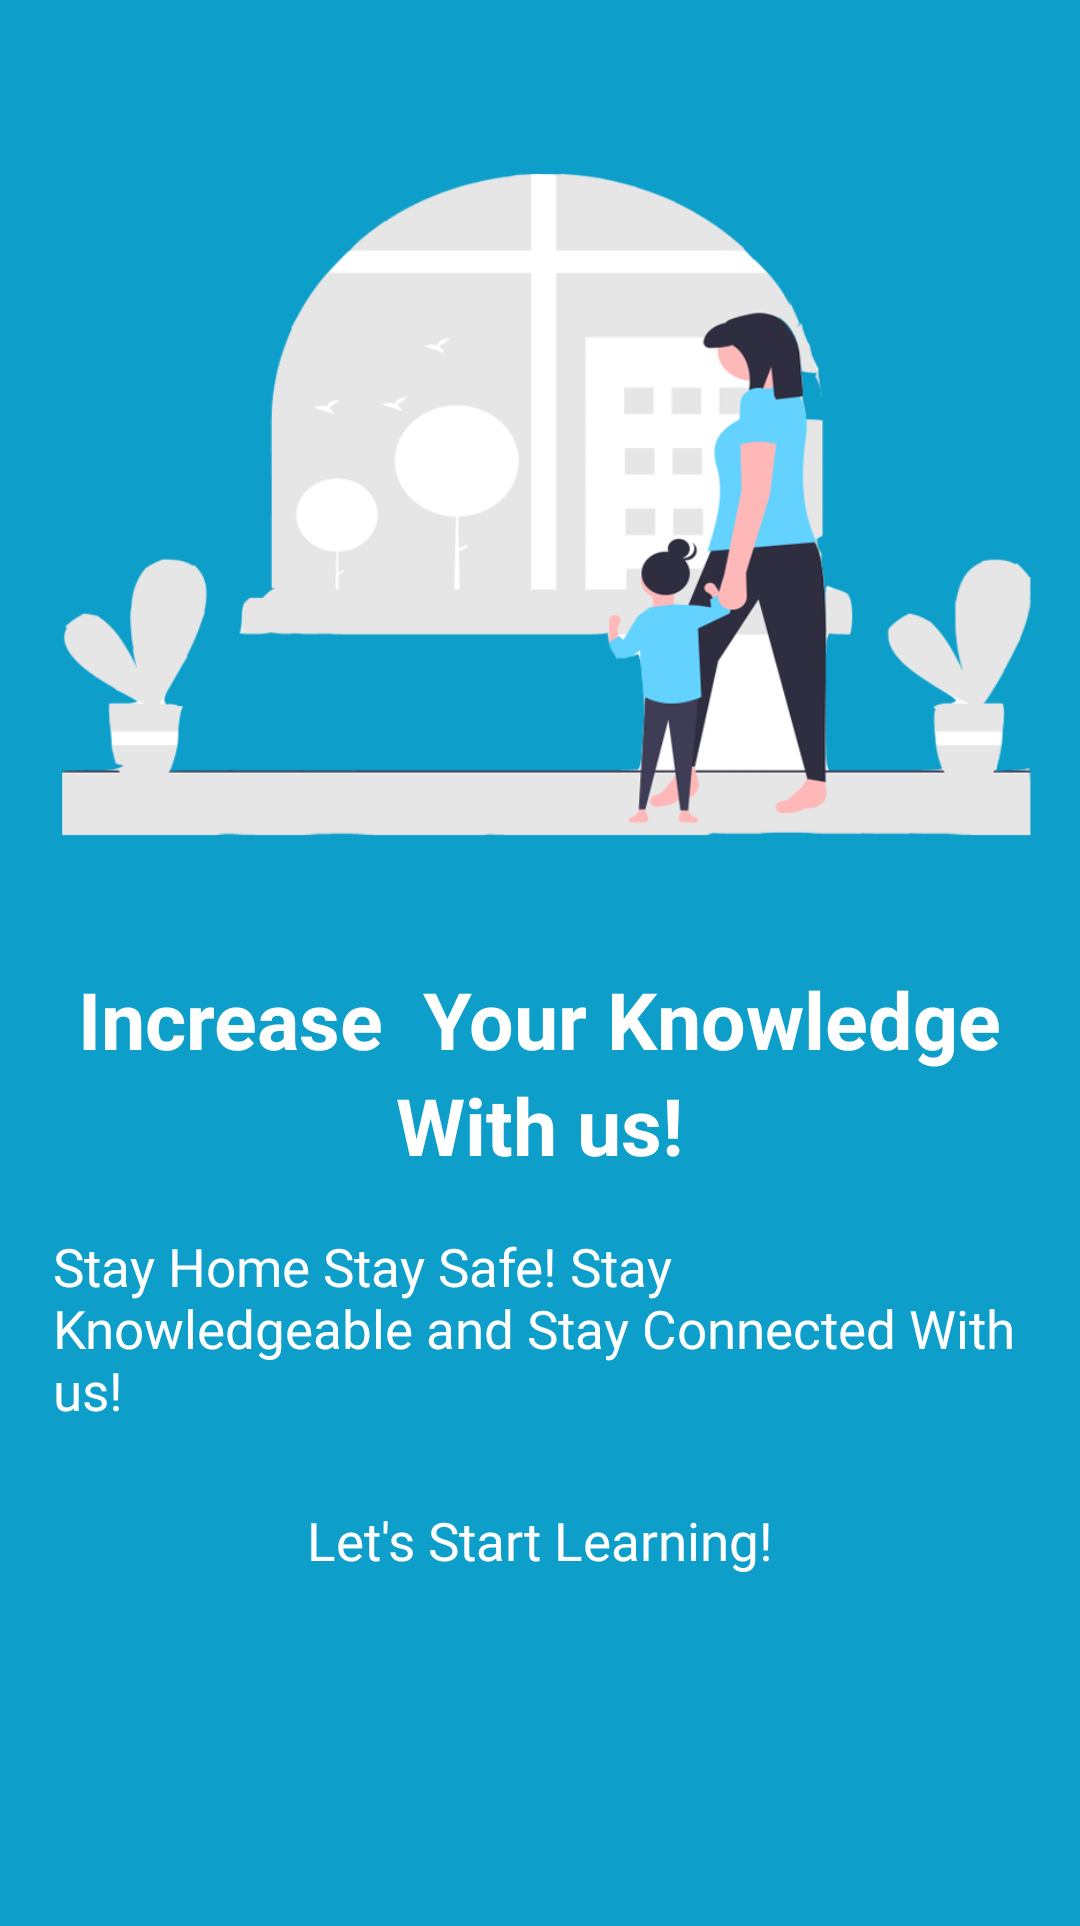 Increase  Your Knowledge
With us!
Stay Home Stay Safe! Stay
Knowledgeable and Stay Connected With
us!
Let's Start Learning!